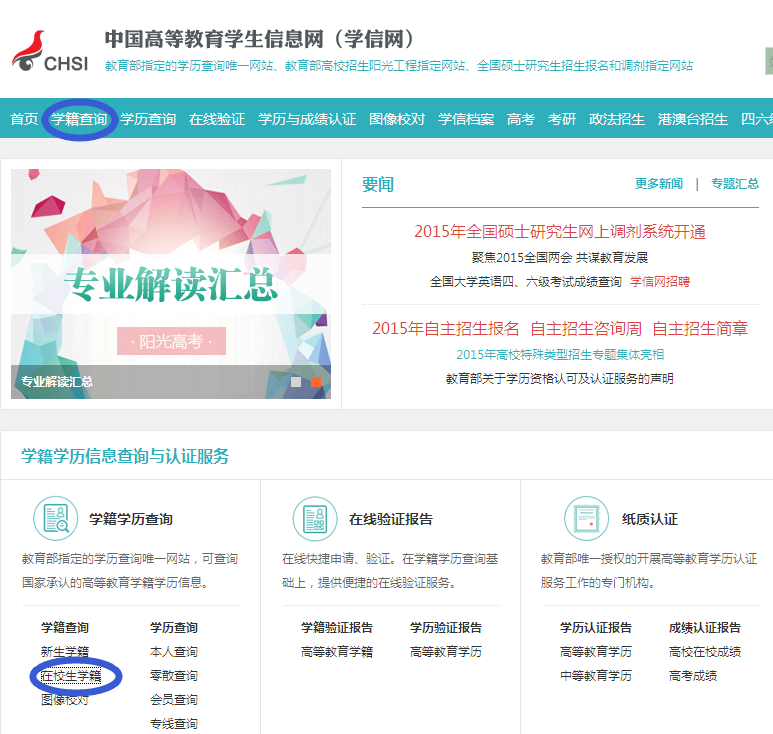 中国高等教育学生信息网（学信网）
CHSI
教育部指定的学历查询唯一网站、教育部高校招生阳光工程指定网站、全国硕士研究生招生报名和调剂指定网站
首页 学籍查询 学历查询 在线验证 学历与成绩认证 图像校对 学信档案 高考 考研 政法招生 港澳台招生 四六
专业解读汇总
·阳光高考·
专业解读汇总
要闻 更多新闻 | 专题汇总
2015年全国硕士研究生网上调剂系统开通
聚焦2015全国两会 共谋教育发展
全国大学英语四、六级考试成绩查询 学信网招聘
2015年自主招生报名 自主招生咨询周 自主招生简章
2015年高校特殊类型招生专题集体亮相
教育部关于学历资格认可及认证服务的声明
学籍学历信息查询与认证服务
学籍学历查询
教育部指定的学历查询唯一网站，可查询
国家承认的高等教育学籍学历信息。
学籍查询 学历查询
新生学籍 本人查询
在校生学籍 零散查询
图像校对 会员查询
专线查询
在线验证报告
在线快捷申请、验证。在学籍学历查询基
础上，提供便捷的在线验证服务。
学籍验证报告 学历验证报告
高等教育学籍 高等教育学历
纸质认证
教育部唯一授权的开展高等教育学历认证
服务工作的专门机构。
学历认证报告 成绩认证报告
高等教育学历 高校在校成绩
中等教育学历 高考成绩